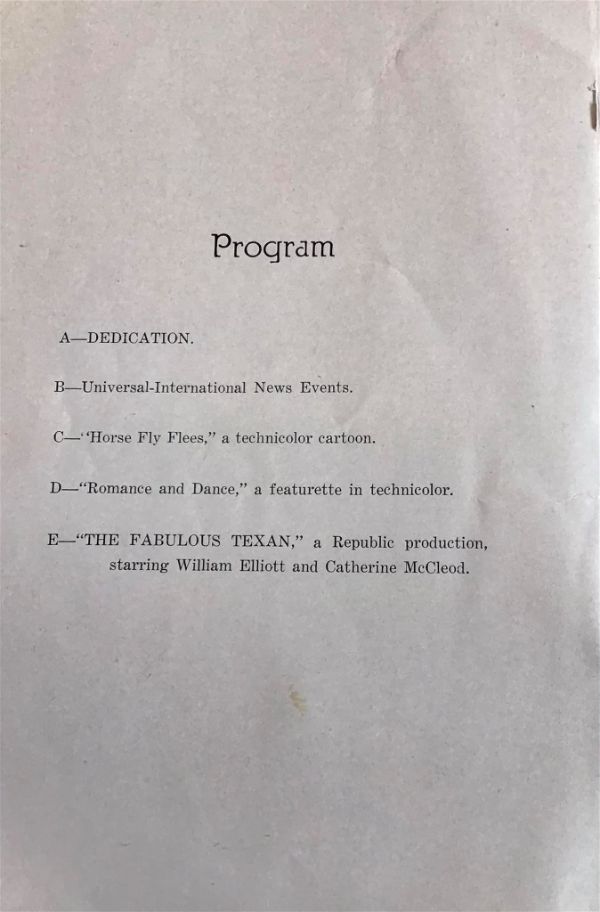 Program
A—DEDICATION.
B—Universal-International News Events.
C—"Horse Fly Flees," a technicolor cartoon.
D—"Romance and Dance," a featurette in technicolor.
E—"THE FABULOUS TEXAN," a Republic production,
starring William Elliott and Catherine McCleod.